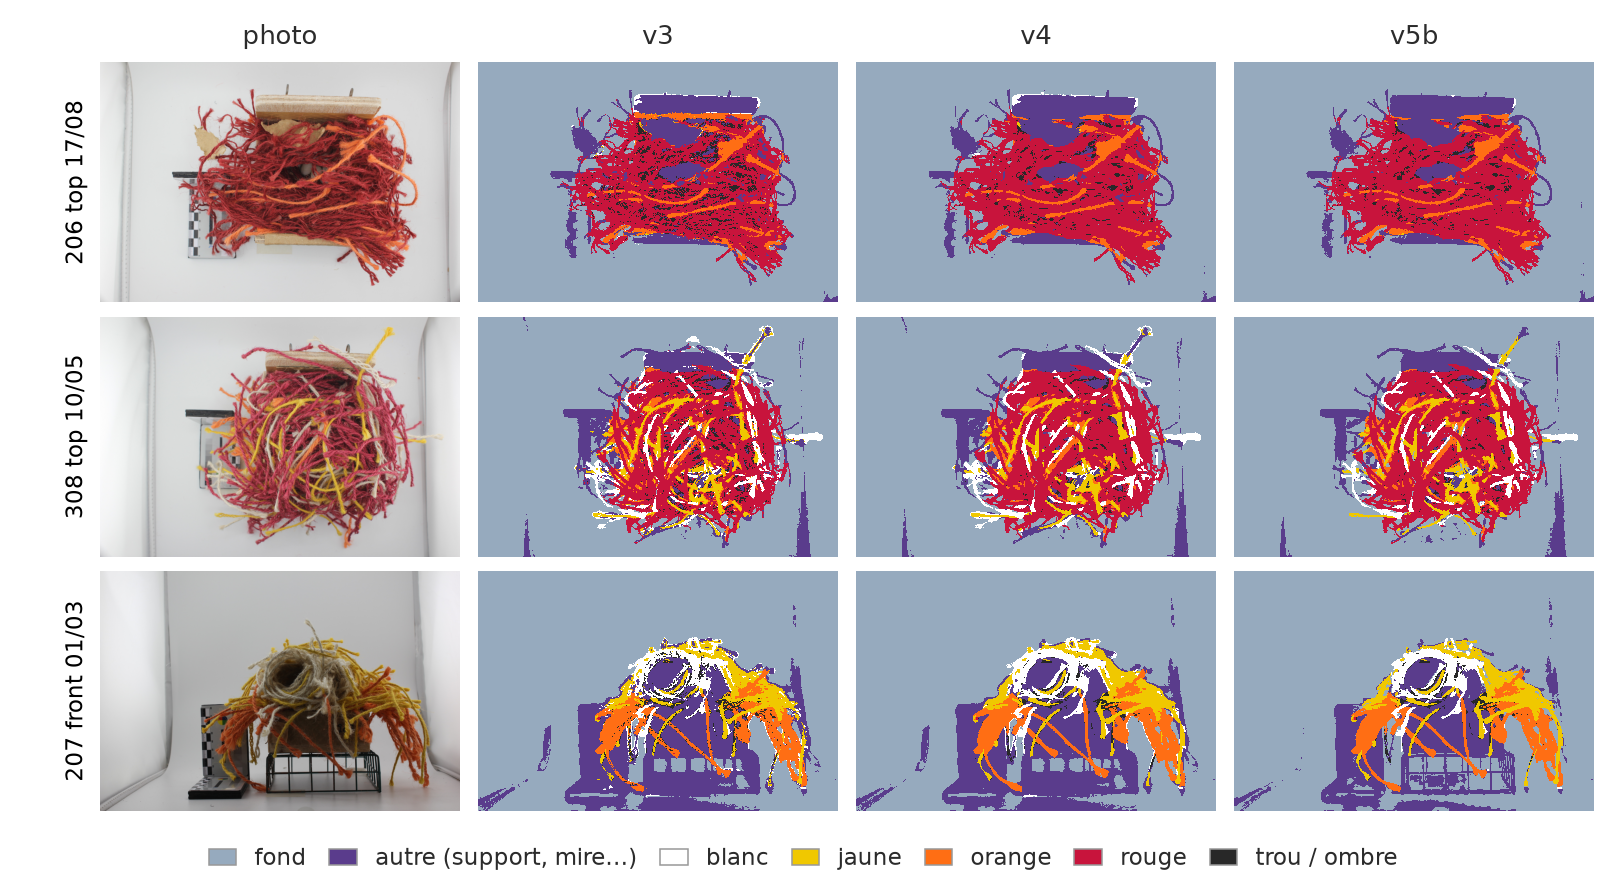 photo v3 v4 v5b
206 top 17/08
308 top 10/05
207 front 01/03
fond autre (support, mire...) blanc jaune orange rouge trou / ombre